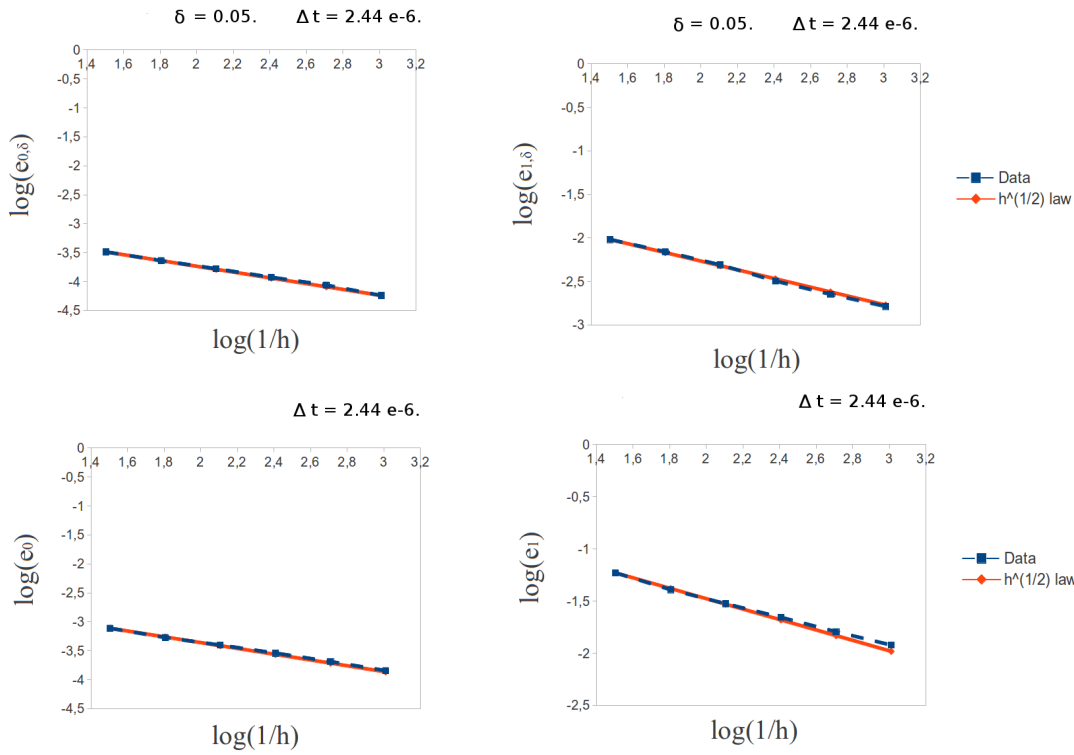 δ = 0.05. Δ t = 2.44 e-6.
0
1,4 1,6 1,8 2 2,2 2,4 2,6 2,8 3 3,2
-0,5
-1
-1,5
-2
-2,5
-3
-3,5
-4
-4,5
log(e0,δ)
log(1/h)
δ = 0.05. Δ t = 2.44 e-6.
0
1,4 1,6 1,8 2 2,2 2,4 2,6 2,8 3 3,2
-0,5
-1
-1,5
-2
-2,5
-3
log(e1,δ)
log(1/h)
Data
h^(1/2) law
Δ t = 2.44 e-6.
0
1,4 1,6 1,8 2 2,2 2,4 2,6 2,8 3 3,2
-0,5
-1
-1,5
-2
-2,5
-3
-3,5
-4
-4,5
log(e0)
log(1/h)
Δ t = 2.44 e-6.
0
1,4 1,6 1,8 2 2,2 2,4 2,6 2,8 3 3,2
-0,5
-1
-1,5
-2
-2,5
log(e1)
log(1/h)
Data
h^(1/2) law